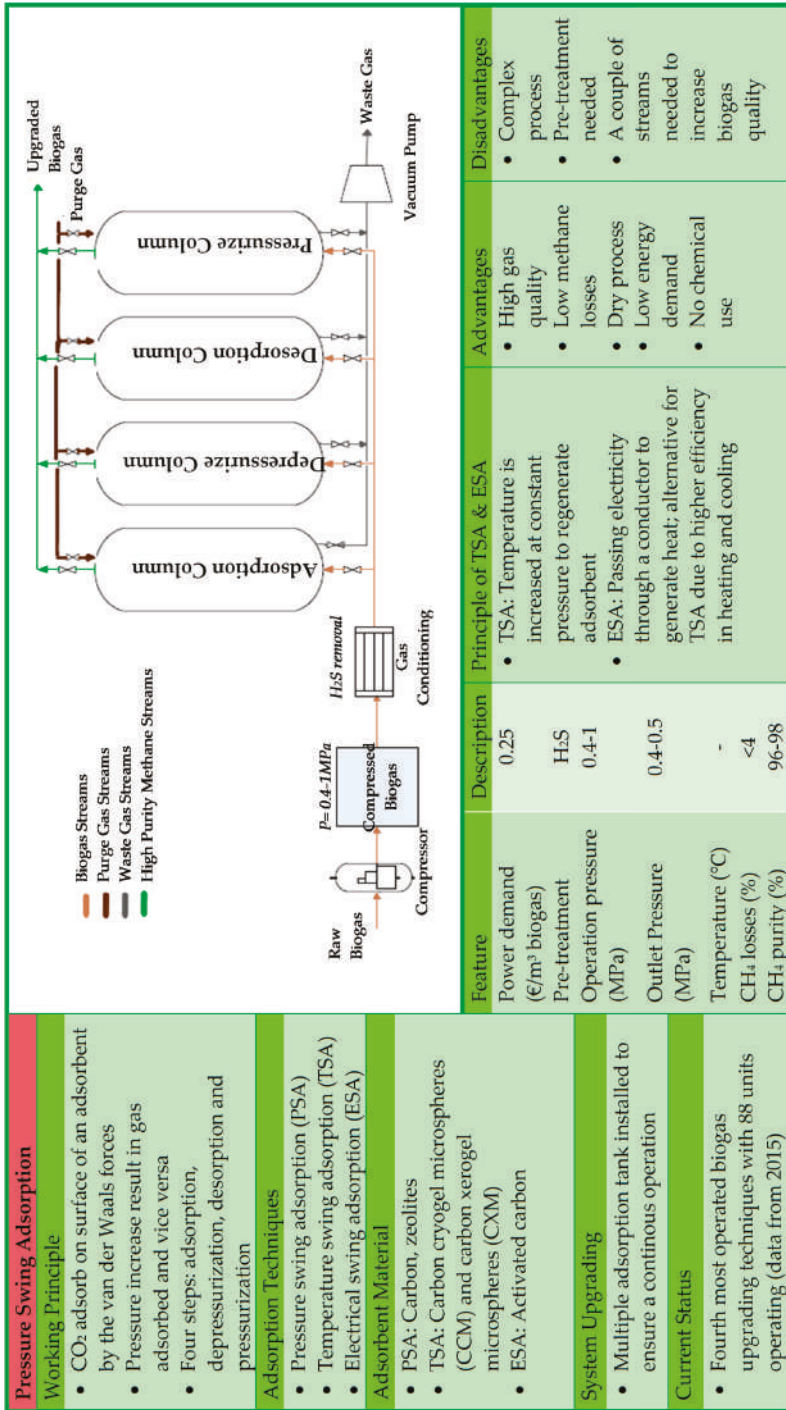 Pressure Swing Adsorption
Working Principle
• CO₂ adsorb on surface of an adsorbent
by the van der Waals forces
• Pressure increase result in gas
adsorbed and vice versa
• Four steps: adsorption,
depressurization, desorption and
pressurization
Adsorption Techniques
• Pressure swing adsorption (PSA)
• Temperature swing adsorption (TSA)
• Electrical swing adsorption (ESA)
Adsorbent Material
• PSA: Carbon, zeolites
• TSA: Carbon cryogel microspheres
(CCM) and carbon xerogel
microspheres (CXM)
• ESA: Activated carbon
System Upgrading
• Multiple adsorption tank installed to
ensure a continous operation
Current Status
• Fourth most operated biogas
upgrading techniques with 88 units
operating (data from 2015)
Biogas Streams
Purge Gas Streams
Waste Gas Streams
High Purity Methane Streams
Raw
Biogas
Compressor
P= 0.4-1MPa
Compressed
Biogas
H2S removal
Gas
Conditioning
Adsorption Column
Depressurize Column
Desorption Column
Pressurize Column
Upgraded
Biogas
Purge Gas
Waste Gas
Vacuum Pump
Feature
Description
Power demand
(€/m³ biogas)
0.25
Pre-treatment
H₂S
Operation pressure
(MPa)
0.4-1
Outlet Pressure
(MPa)
0.4-0.5
Temperature (°C)
-
CH₄ losses (%)
<4
CH₄ purity (%)
96-98
Principle of TSA & ESA
• TSA: Temperature is
increased at constant
pressure to regenerate
adsorbent
• ESA: Passing electricity
through a conductor to
generate heat; alternative for
TSA due to higher efficiency
in heating and cooling
Advantages
• High gas
quality
• Low methane
losses
• Dry process
• Low energy
demand
• No chemical
use
Disadvantages
• Complex
process
• Pre-treatment
needed
• A couple of
streams
needed to
increase
biogas
quality